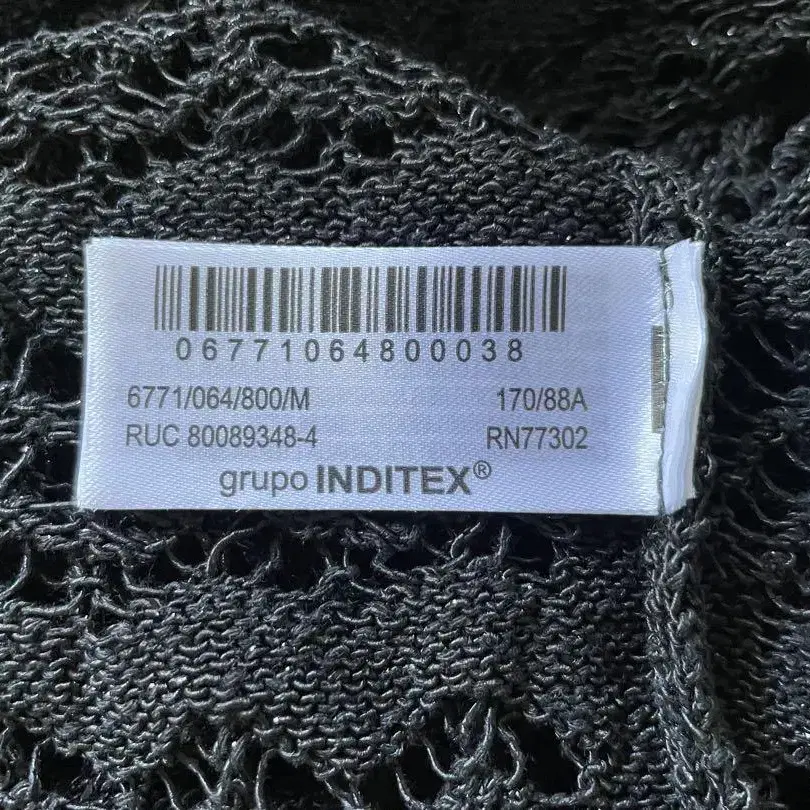 06771064800038
6771/064/800/M 170/88A
RUC 80089348-4 RN77302
grupo INDITEX®